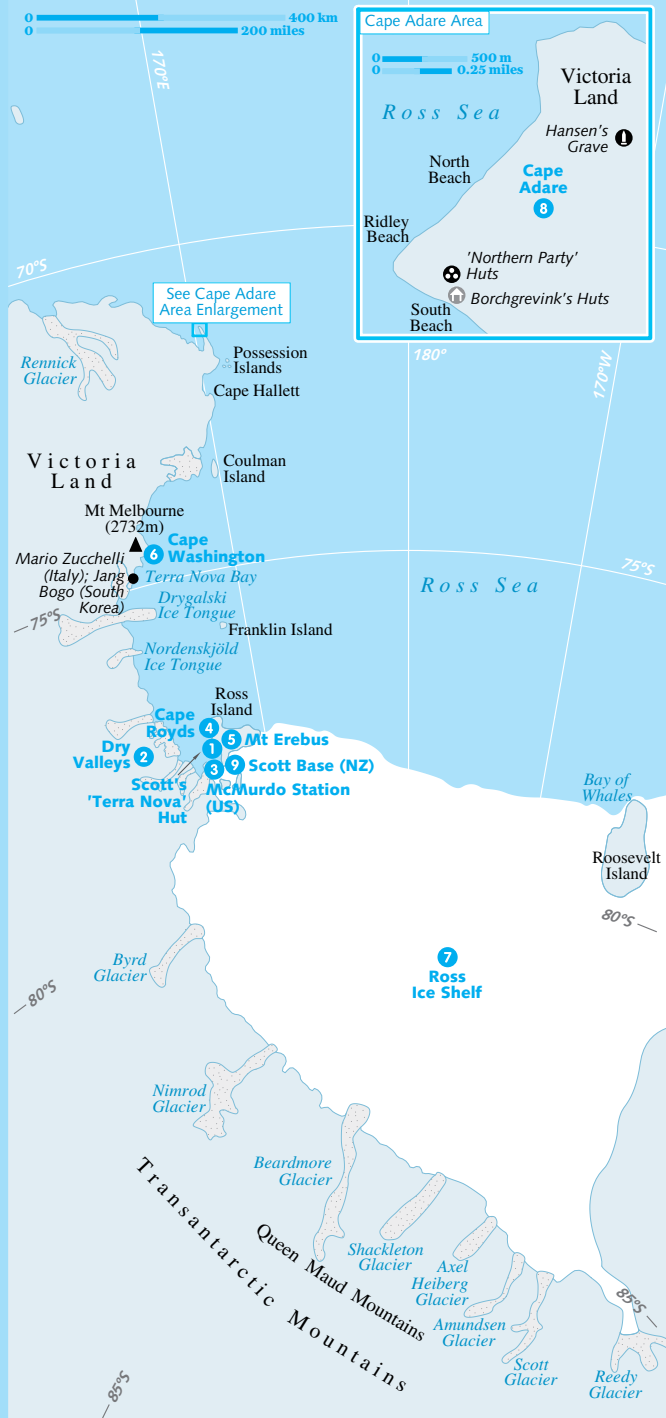 0 400 km
0 200 miles
170°E
Cape Adare Area
0 500 m
0 0.25 miles
Victoria
Land
Ross Sea
Hansen's
Grave
North
Beach
Cape
Adare
8
Ridley
Beach
'Northern Party'
Huts
Borchgrevink's Huts
South
Beach
70°S
See Cape Adare
Area Enlargement
180°
170°W
Rennick
Glacier
Possession
Islands
Cape Hallett
Victoria
Land
Coulman
Island
Mt Melbourne
(2732m)
6
Cape
Washington
Mario Zucchelli
(Italy); Jang
Bogo (South
Korea)
Terra Nova Bay
75°S
Ross Sea
75°S
Drygalski
Ice Tongue
Franklin Island
Nordenskjöld
Ice Tongue
Ross
Island
Cape
Royds
4
5
Mt Erebus
Dry
Valleys
2
1
3
9
Scott Base (NZ)
Scott's
'Terra Nova'
Hut
McMurdo Station
(US)
Bay of
Whales
Roosevelt
Island
80°S
7
Ross
Ice Shelf
Byrd
Glacier
80°S
Nimrod
Glacier
Beardmore
Glacier
Transantarctic Mountains
Queen Maud Mountains
Shackleton
Glacier
Axel
Heiberg
Glacier
Amundsen
Glacier
Scott
Glacier
Reedy
Glacier
85°S
85°S